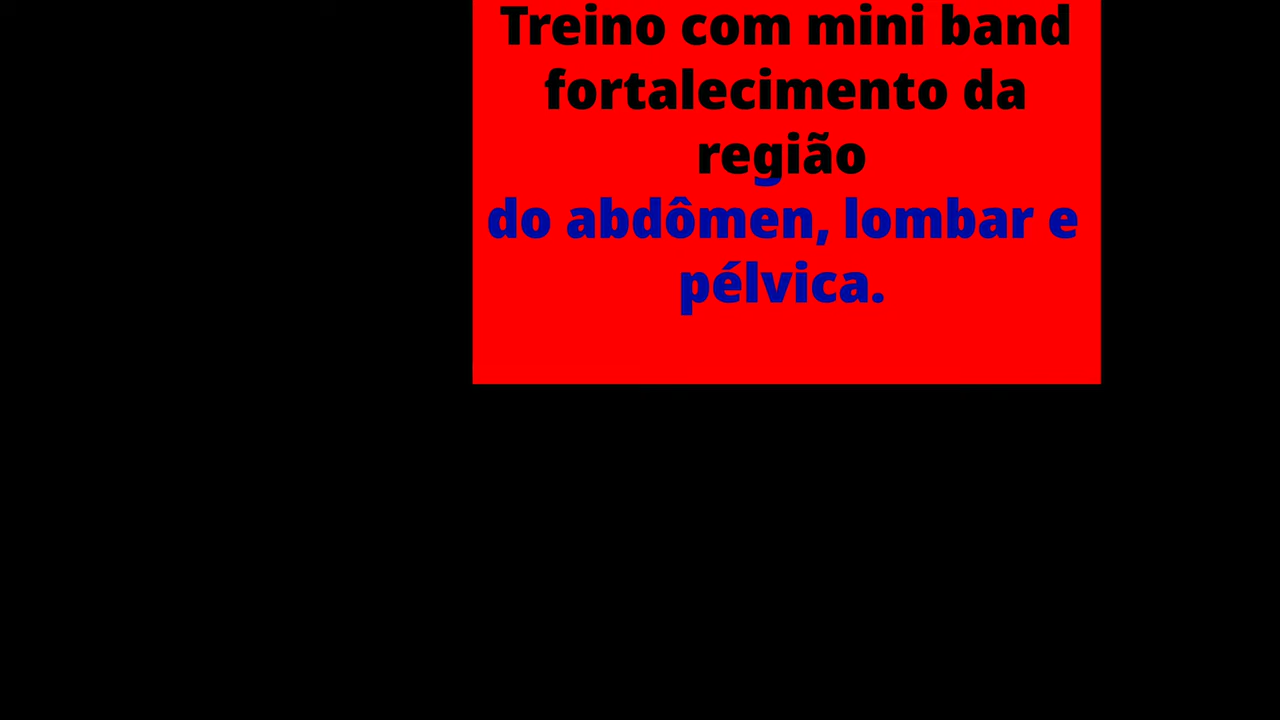 Treino com mini band
fortalecimento da
região
do abdômen, lombar e
pélvica.